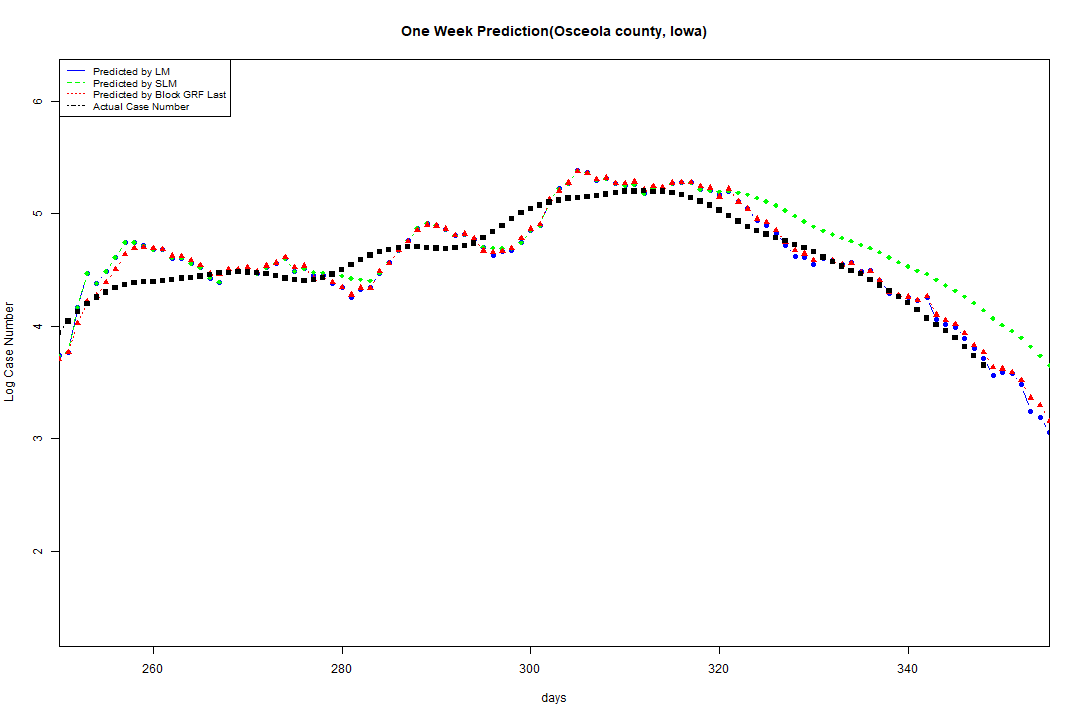 One Week Prediction(Osceola county, Iowa)
Predicted by LM
Predicted by SLM
Predicted by Block GRF Last
Actual Case Number
6
5
4
3
2
Log Case Number
260 280 300 320 340
days